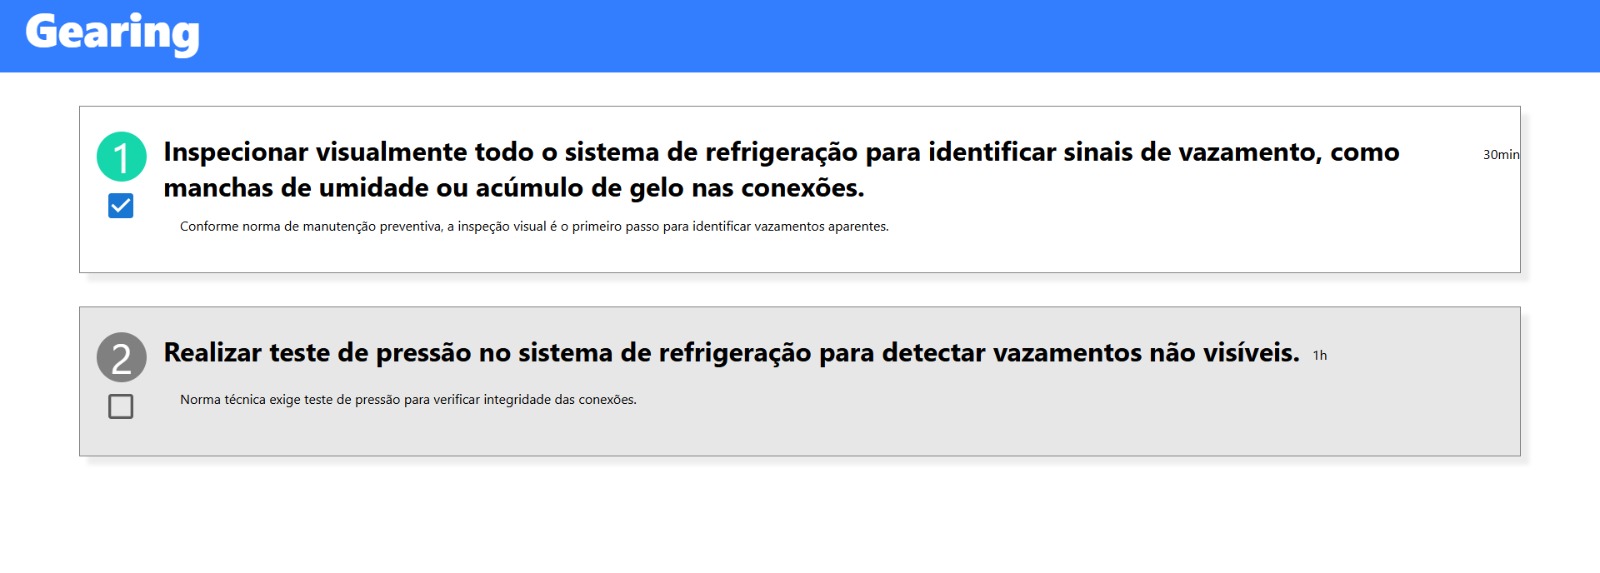 Gearing
1
Inspecionar visualmente todo o sistema de refrigeração para identificar sinais de vazamento, como
30min
manchas de umidade ou acúmulo de gelo nas conexões.
Conforme norma de manutenção preventiva, a inspeção visual é o primeiro passo para identificar vazamentos aparentes.
2
Realizar teste de pressão no sistema de refrigeração para detectar vazamentos não visíveis.
1h
Norma técnica exige teste de pressão para verificar integridade das conexões.